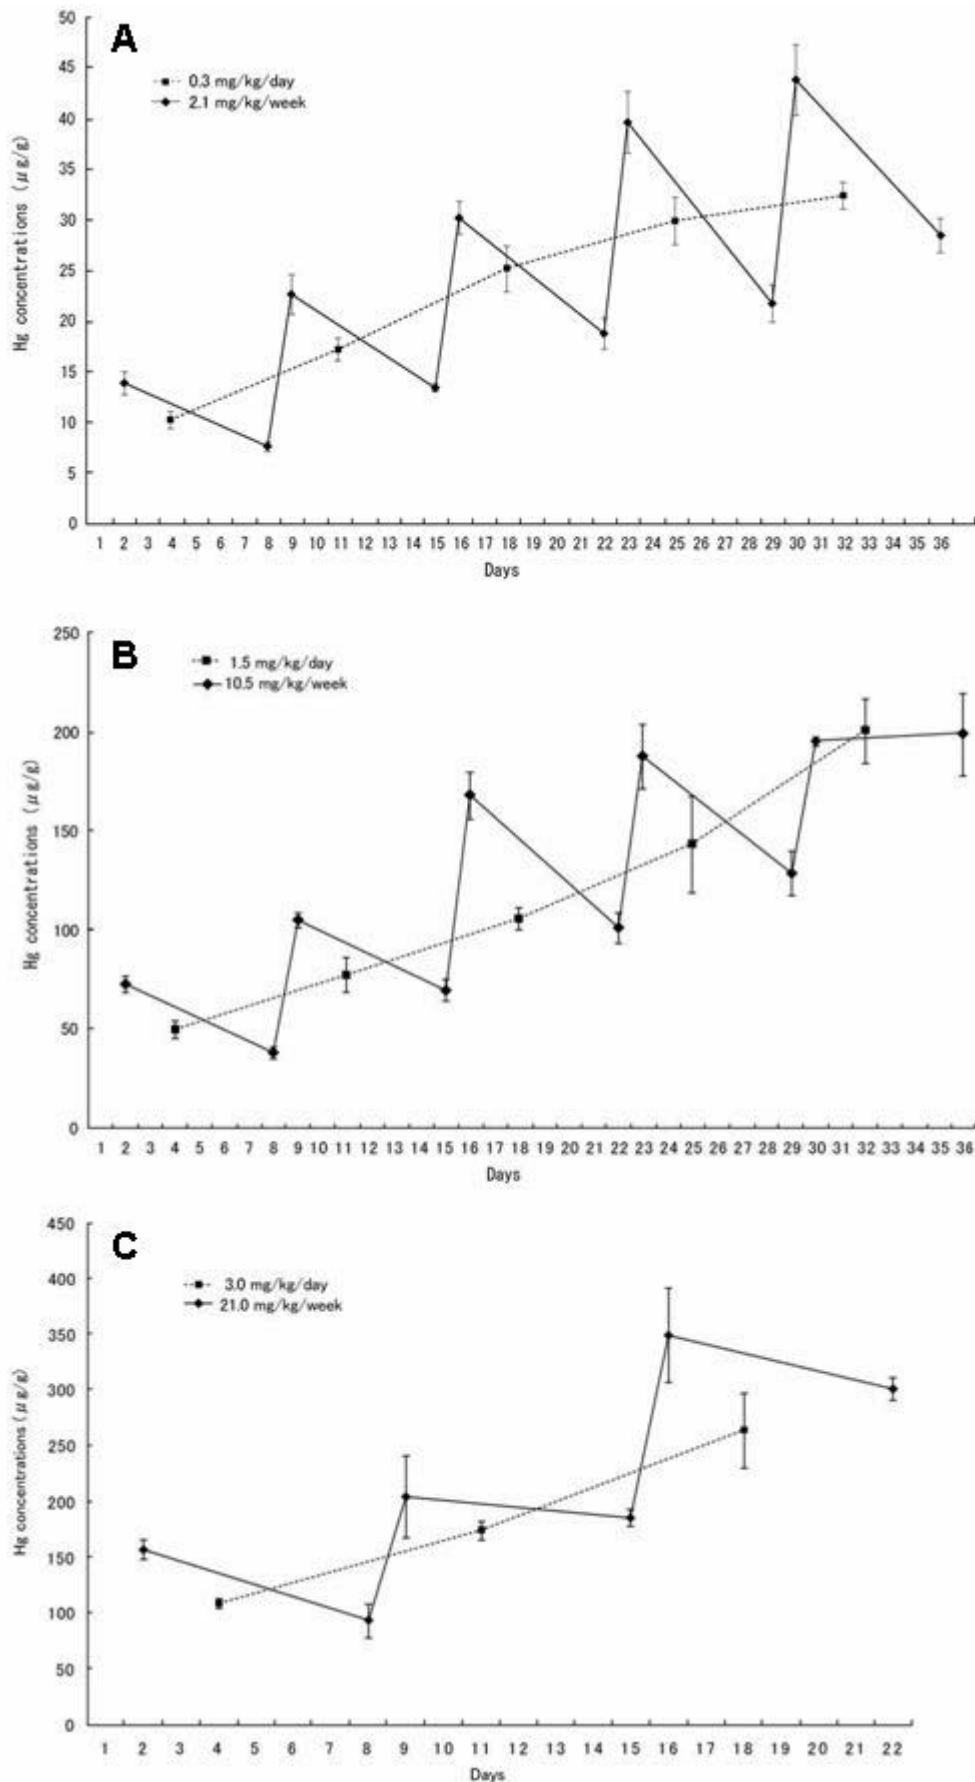 A
0.3 mg/kg/day
2.1 mg/kg/week
Hg concentrations (μg/g)
50
45
40
35
30
25
20
15
10
5
0
1 2 3 4 5 6 7 8 9 10 11 12 13 14 15 16 17 18 19 20 21 22 23 24 25 26 27 28 29 30 31 32 33 34 35 36
Days
B
1.5 mg/kg/day
10.5 mg/kg/week
Hg concentrations (μg/g)
250
200
150
100
50
0
1 2 3 4 5 6 7 8 9 10 11 12 13 14 15 16 17 18 19 20 21 22 23 24 25 26 27 28 29 30 31 32 33 34 36
Days
C
3.0 mg/kg/day
21.0 mg/kg/week
Hg concentrations (μg/g)
450
400
350
300
250
200
150
100
50
0
1 2 3 4 5 6 7 8 9 10 11 12 13 14 15 16 17 18 19 20 21 22
Days